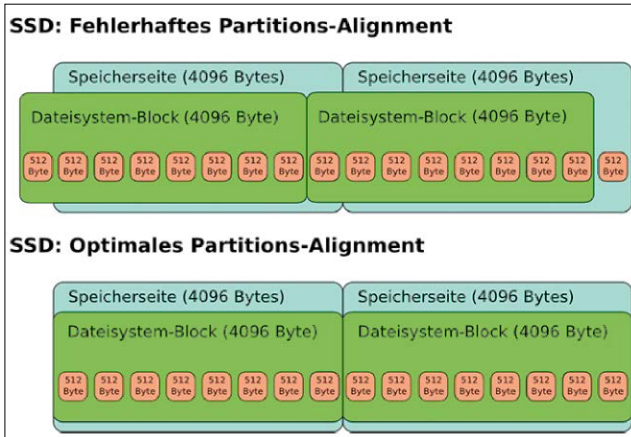 SSD: Fehlerhaftes Partitions-Alignment
Speicherseite (4096 Bytes) Speicherseite (4096 Bytes)
Dateisystem-Block (4096 Byte) Dateisystem-Block (4096 Byte)
512 512 512 512 512 512 512 512 512 512 512 512 512 512 512 512 512
Byte Byte Byte Byte Byte Byte Byte Byte Byte Byte Byte Byte Byte Byte Byte Byte Byte
SSD: Optimales Partitions-Alignment
Speicherseite (4096 Bytes) Speicherseite (4096 Bytes)
Dateisystem-Block (4096 Byte) Dateisystem-Block (4096 Byte)
512 512 512 512 512 512 512 512 512 512 512 512 512 512 512 512
Byte Byte Byte Byte Byte Byte Byte Byte Byte Byte Byte Byte Byte Byte Byte Byte